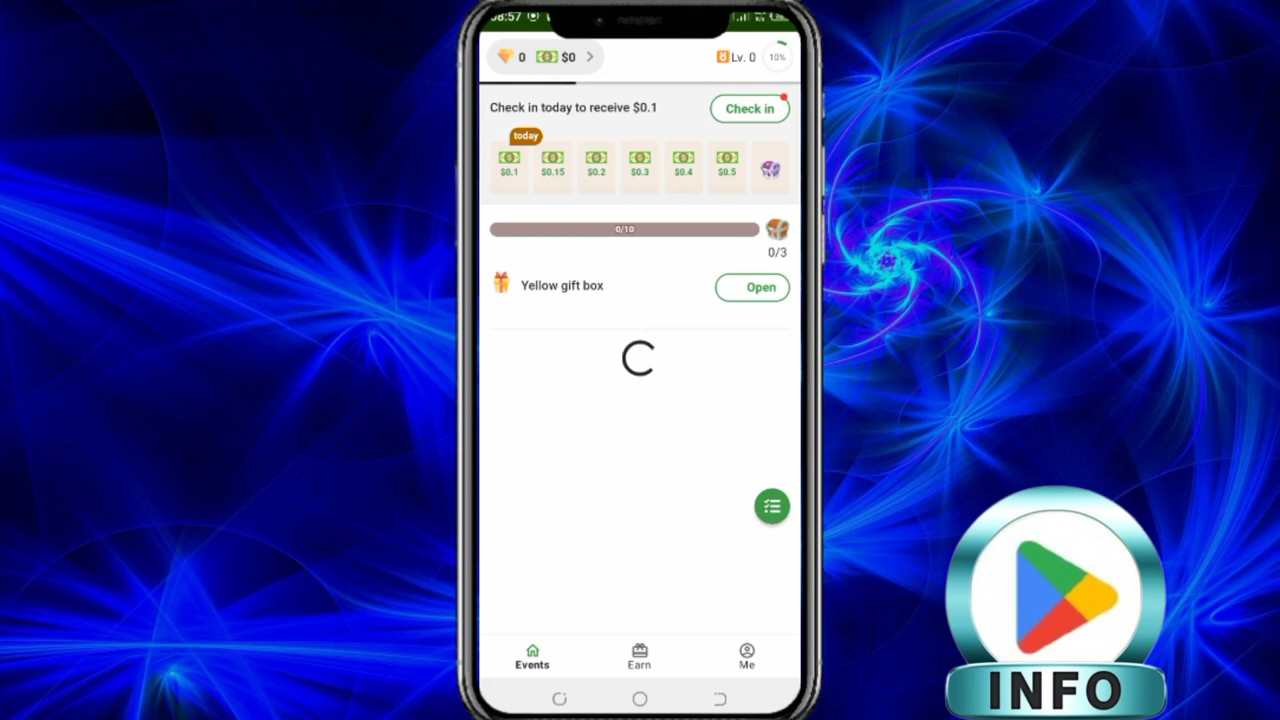 08:57
0 $0 Lv. 0 10%
Check in today to receive $0.1 Check in
today
$0.1 $0.15 $0.2 $0.3 $0.4 $0.5
0/10
0/3
Yellow gift box Open
Events Earn Me
INFO